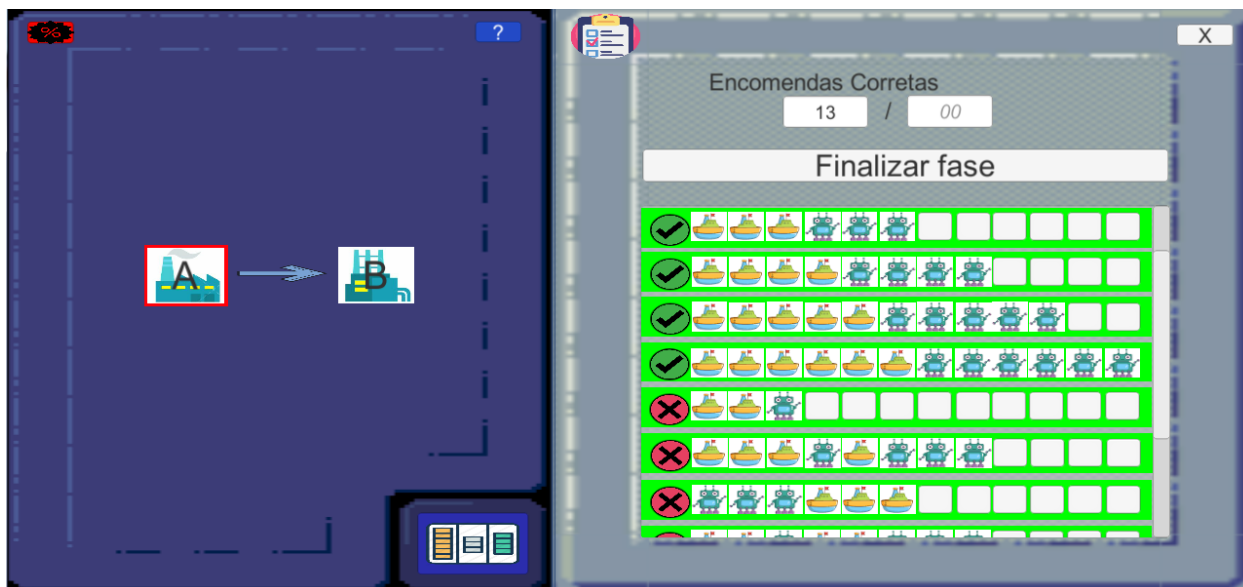 %
?
A
B
X
Encomendas Corretas
13 / 00
Finalizar fase